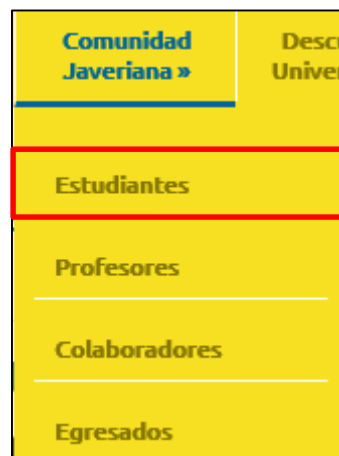 Comunidad
Javeriana »
Estudiantes
Profesores
Colaboradores
Egresados